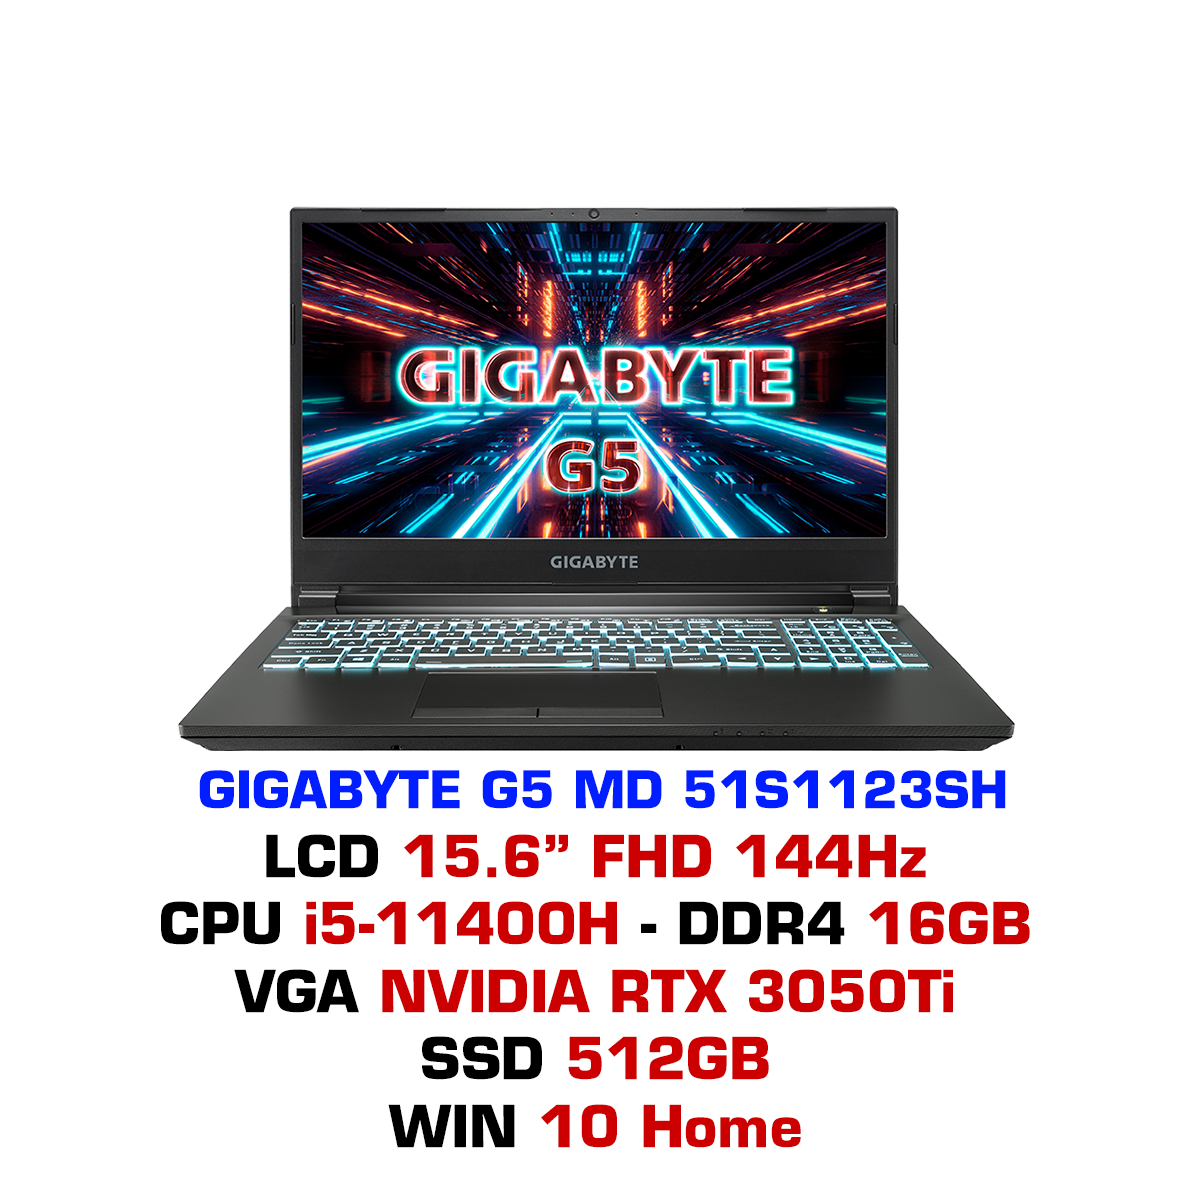 GIGABYTE
G5
GIGABYTE
GIGABYTE G5 MD 51S1123SH
LCD 15.6” FHD 144Hz
CPU i5-11400H - DDR4 16GB
VGA NVIDIA RTX 3050Ti
SSD 512GB
WIN 10 Home